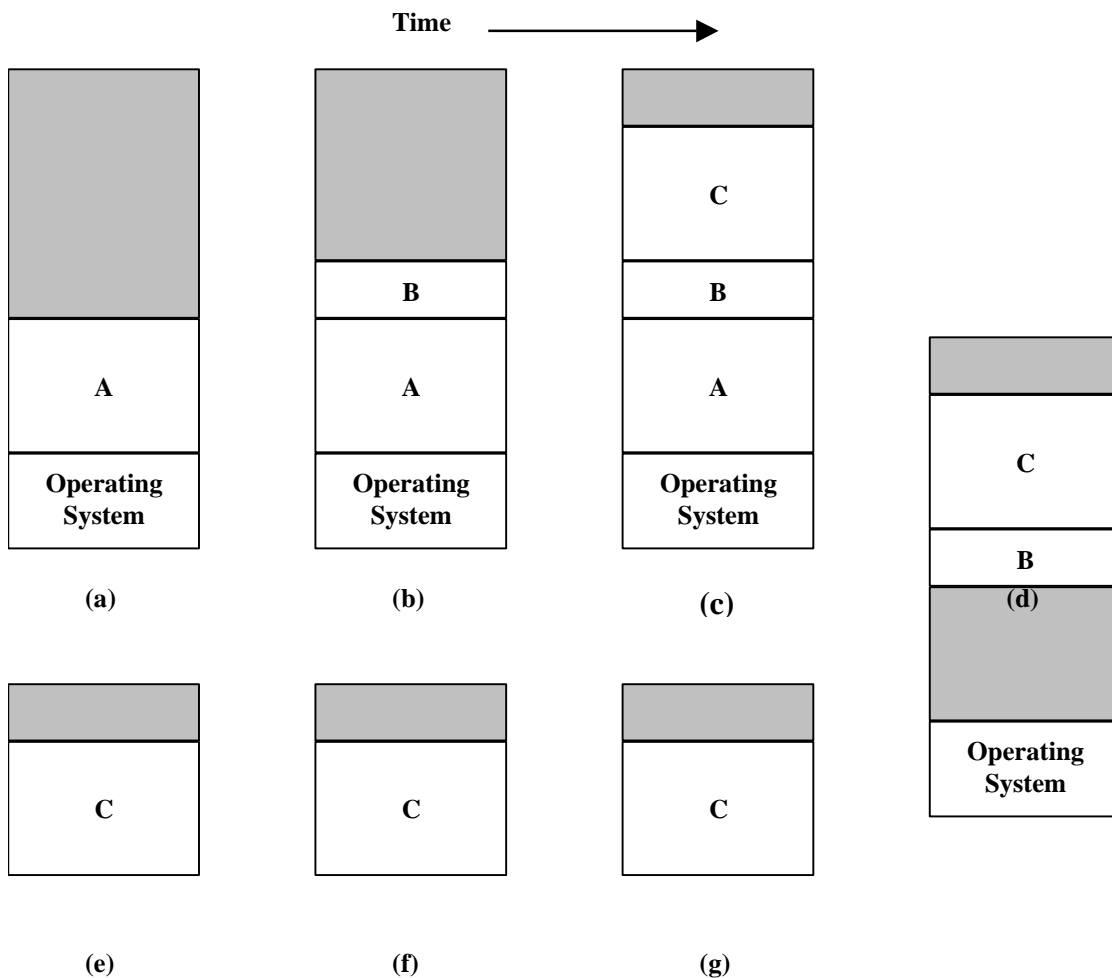 Time
C
B
B
A
A
A
Operating
System
Operating
System
Operating
System
(a)
(b)
(c)
C
B
(d)
Operating
System
C
C
C
(e)
(f)
(g)